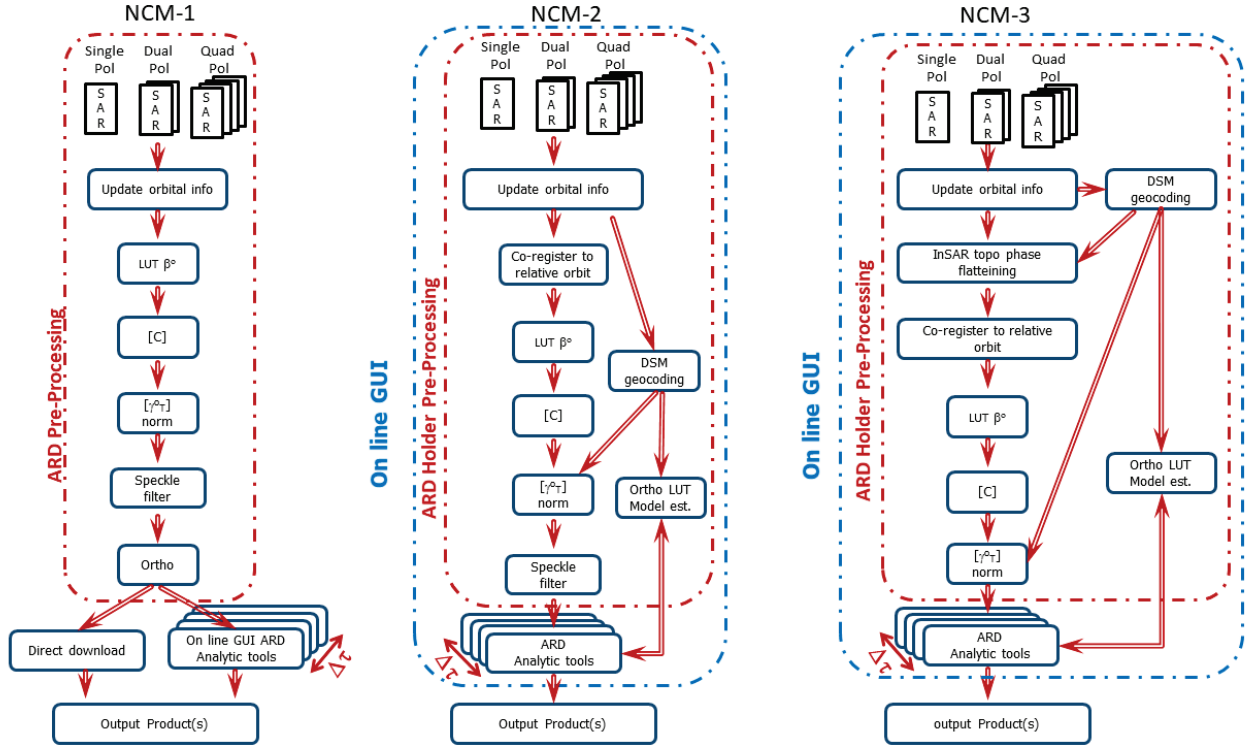 NCM-1
Single
Pol
Dual
Pol
Quad
Pol
S
A
R
S
A
R
S
A
R
Update orbital info
LUT β°
[C]
[γ°T]
norm
Speckle
filter
Ortho
ARD Pre-Processing
Direct download
On line GUI ARD
Analytic tools
Δτ
Output Product(s)
NCM-2
Single
Pol
Dual
Pol
Quad
Pol
S
A
R
S
A
R
S
A
R
Update orbital info
Co-register to
relative orbit
LUT β°
DSM
geocoding
[C]
[γ°T]
norm
Ortho LUT
Model est.
Speckle
filter
On line GUI
ARD Holder Pre-Processing
ARD
Analytic tools
Δτ
Output Product(s)
NCM-3
Single
Pol
Dual
Pol
Quad
Pol
S
A
R
S
A
R
S
A
R
Update orbital info
DSM
geocoding
InSAR topo phase
flatteining
Co-register to relative
orbit
LUT β°
Ortho LUT
Model est.
[C]
[γ°T]
norm
On line GUI
ARD Holder Pre-Processing
ARD
Analytic tools
Δτ
output Product(s)